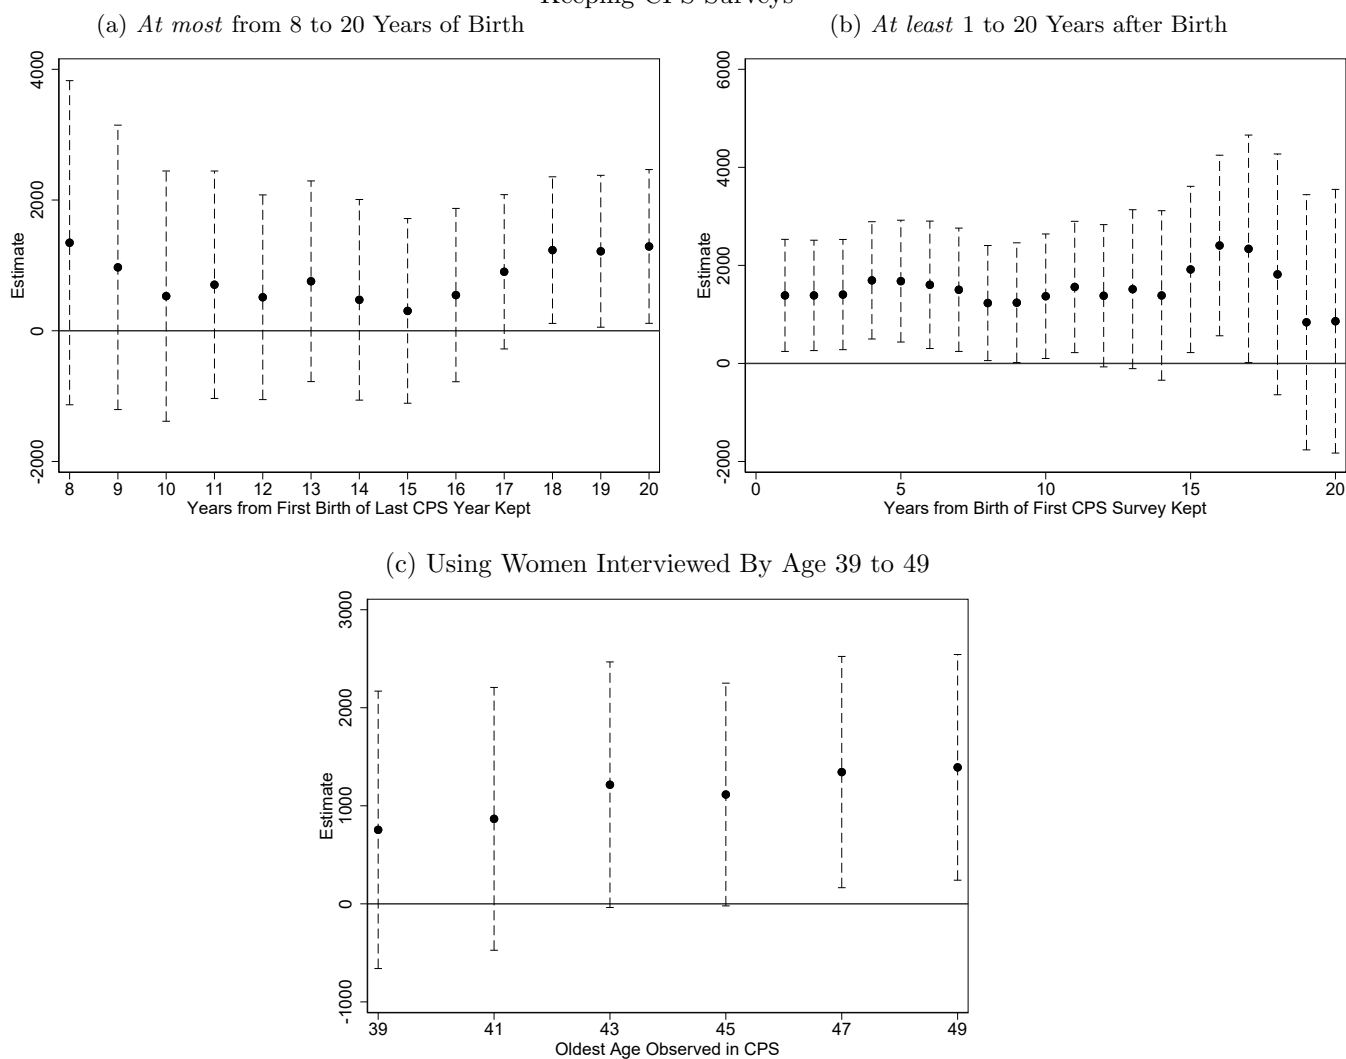 Keeping CPS Surveys
(a) At most from 8 to 20 Years of Birth
(b) At least 1 to 20 Years after Birth
4000
2000
0
-2000
Estimate
8 9 10 11 12 13 14 15 16 17 18 19 20
Years from First Birth of Last CPS Year Kept
6000
4000
2000
0
-2000
Estimate
0 5 10 15 20
Years from Birth of First CPS Survey Kept
(c) Using Women Interviewed By Age 39 to 49
3000
2000
1000
0
-1000
Estimate
39 41 43 45 47 49
Oldest Age Observed in CPS